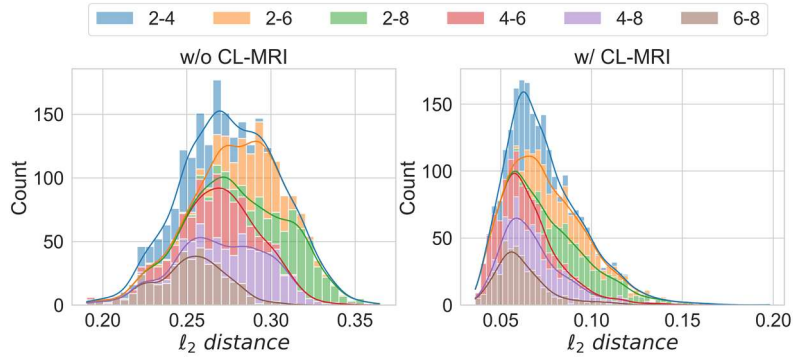 2-4 2-6 2-8 4-6 4-8 6-8
w/o CL-MRI
Count
150
100
50
0
0.20 0.25 0.30 0.35
ℓ₂ distance
w/ CL-MRI
Count
150
100
50
0
0.05 0.10 0.15 0.20
ℓ₂ distance